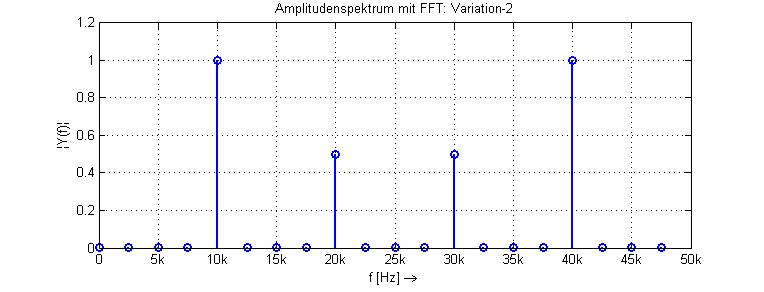 Amplitudenspektrum mit FFT: Variation-2
|Y(f)|
1.2
1
0.8
0.6
0.4
0.2
0
0 5k 10k 15k 20k 25k 30k 35k 40k 45k 50k
f [Hz] →